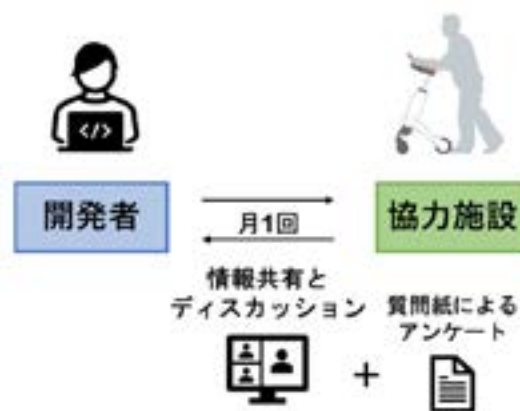 </>
開発者
月1回
協力施設
情報共有と
ディスカッション
質問紙による
アンケート
+